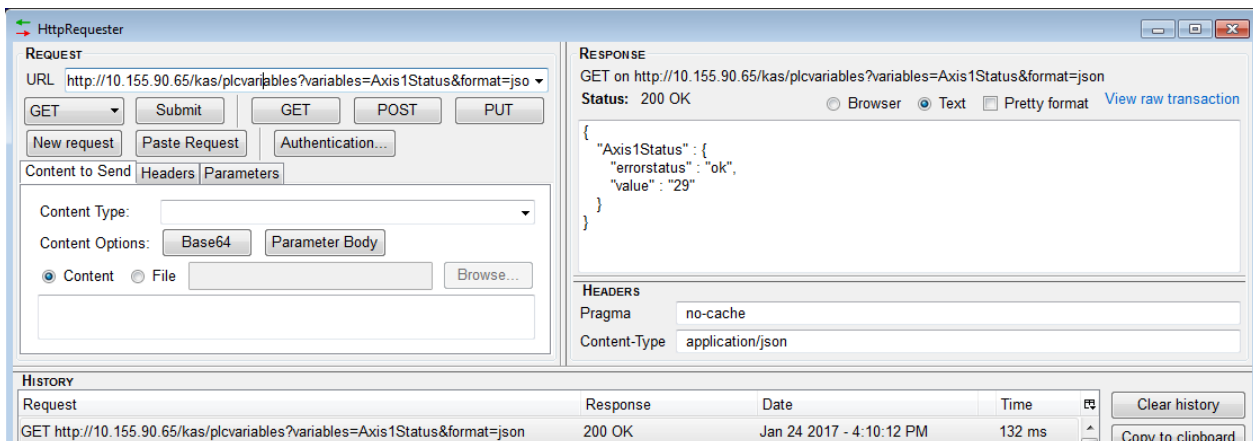 HttpRequester
REQUEST
URL http://10.155.90.65/kas/plcvariables?variables=Axis1Status&format=jso
GET Submit GET POST PUT
New request Paste Request Authentication...
Content to Send Headers Parameters
Content Type:
Content Options: Base64 Parameter Body
Content File Browse...
RESPONSE
GET on http://10.155.90.65/kas/plcvariables?variables=Axis1Status&format=json
Status: 200 OK Browser Text Pretty format View raw transaction
{
"Axis1Status" : {
"errorstatus" : "ok",
"value" : "29"
}
}
HEADERS
Pragma no-cache
Content-Type application/json
HISTORY
Request Response Date Time Clear history
GET http://10.155.90.65/kas/plcvariables?variables=Axis1Status&format=json 200 OK Jan 24 2017 - 4:10:12 PM 132 ms Copy to clipboard